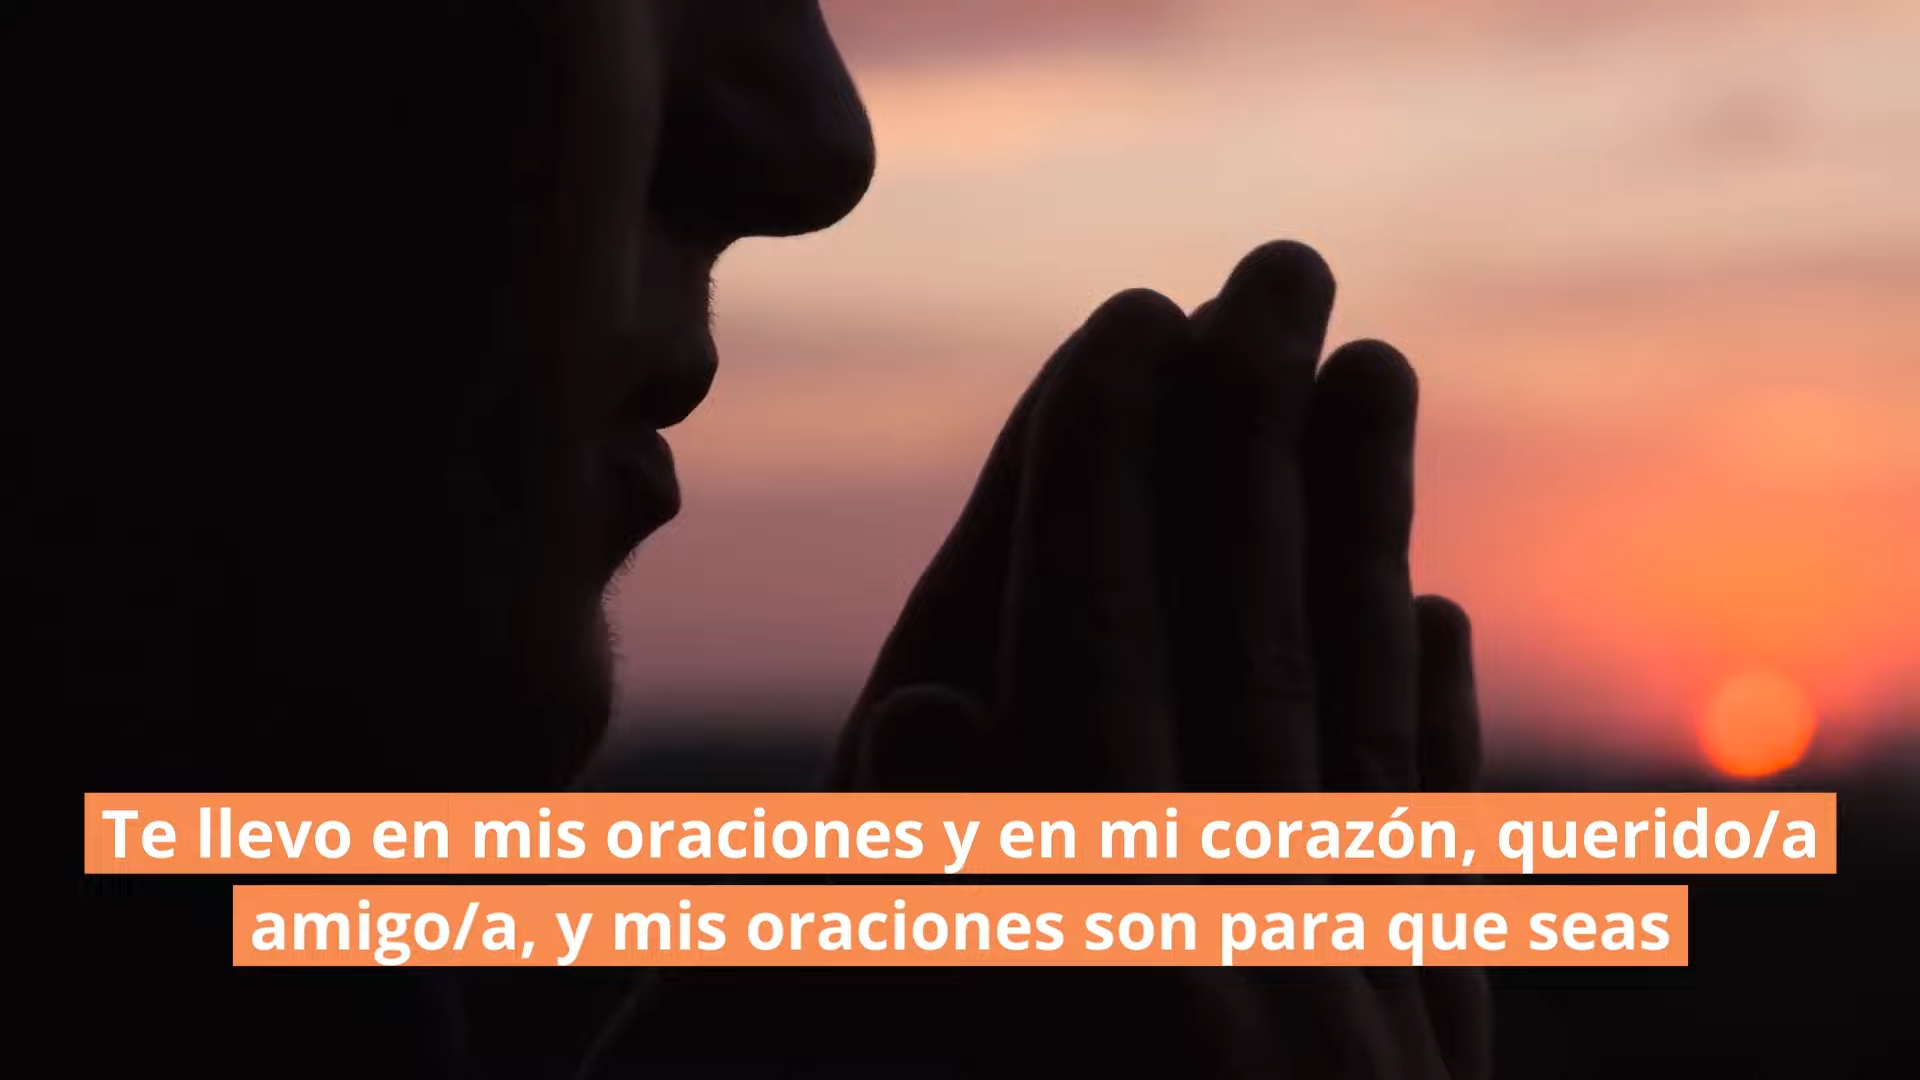 Te llevo en mis oraciones y en mi corazón, querido/a
amigo/a, y mis oraciones son para que seas